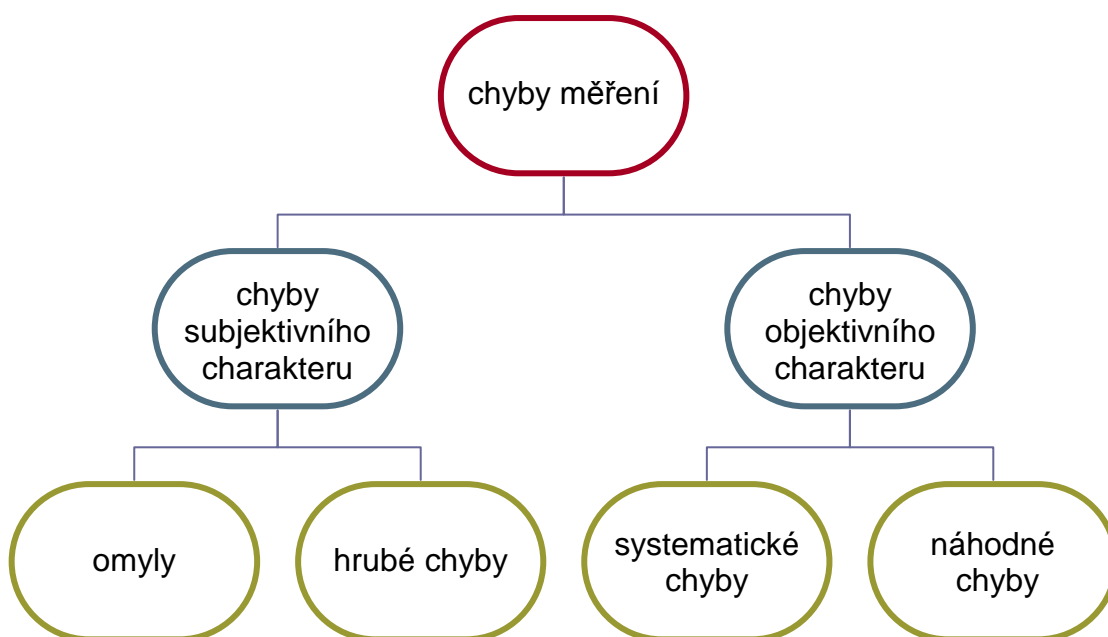 chyby měření
chyby
subjektivního
charakteru
chyby
objektivního
charakteru
omyly
hrubé chyby
systematické
chyby
náhodné
chyby